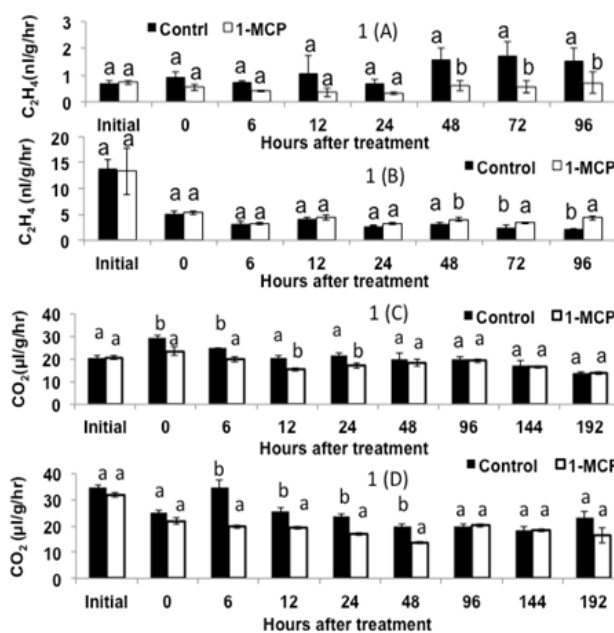 C₂H₄(nl/g/hr)
3
2
1
0
Contrl 1-MCP
1 (A)
a a a a a a a a a a a b a b a b
Initial 0 6 12 24 48 72 96
Hours after treatment
C₂H₄ (nl/g/hr)
20
15
10
5
0
1 (B)
Control 1-MCP
a a a a a a a a a a a b b a b a
Initial 0 6 12 24 48 72 96
Hours after treatment
CO₂(µl/g/hr)
40
30
20
10
0
1 (C)
Control 1-MCP
a a b a b a a b a b a a a a a a a a
Initial 0 6 12 24 48 96 144 192
Hours after treatment
CO₂ (µl/g/hr)
40
30
20
10
0
1 (D)
Control 1-MCP
a a a a b a b a b a b a a a a a a a
Initial 0 6 12 24 48 96 144 192
Hours after treatment